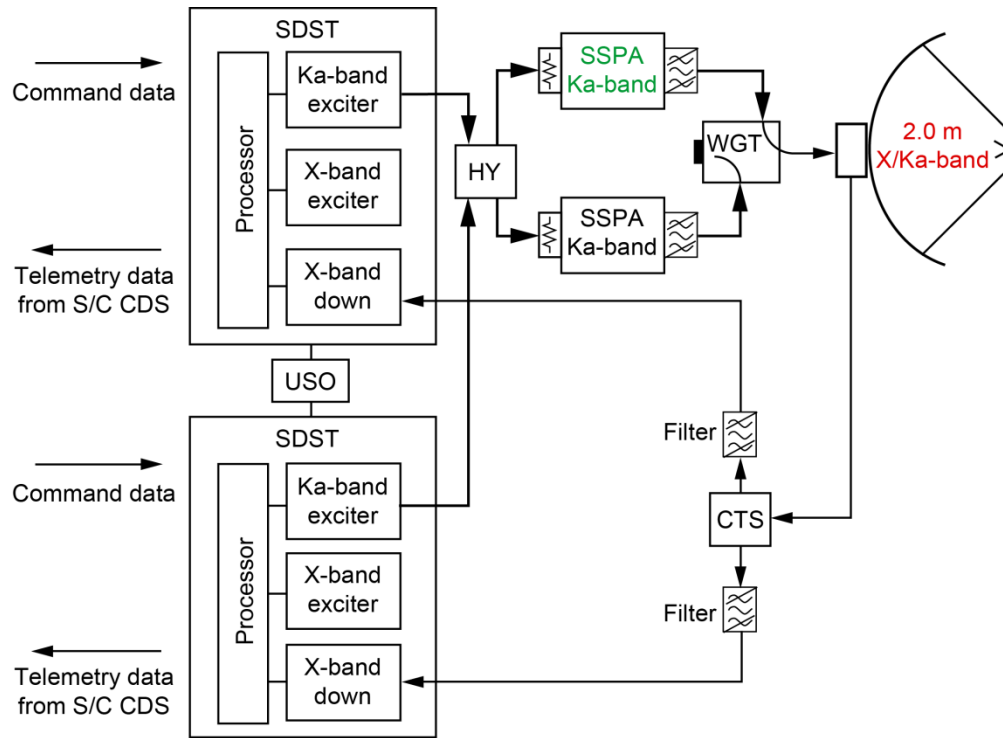 SDST
Command data
Processor
Ka-band
exciter
X-band
exciter
X-band
down
Telemetry data
from S/C CDS
HY
SSPA
Ka-band
SSPA
Ka-band
WGT
2.0 m
X/Ka-band
USO
SDST
Command data
Processor
Ka-band
exciter
X-band
exciter
X-band
down
Telemetry data
from S/C CDS
Filter
CTS
Filter